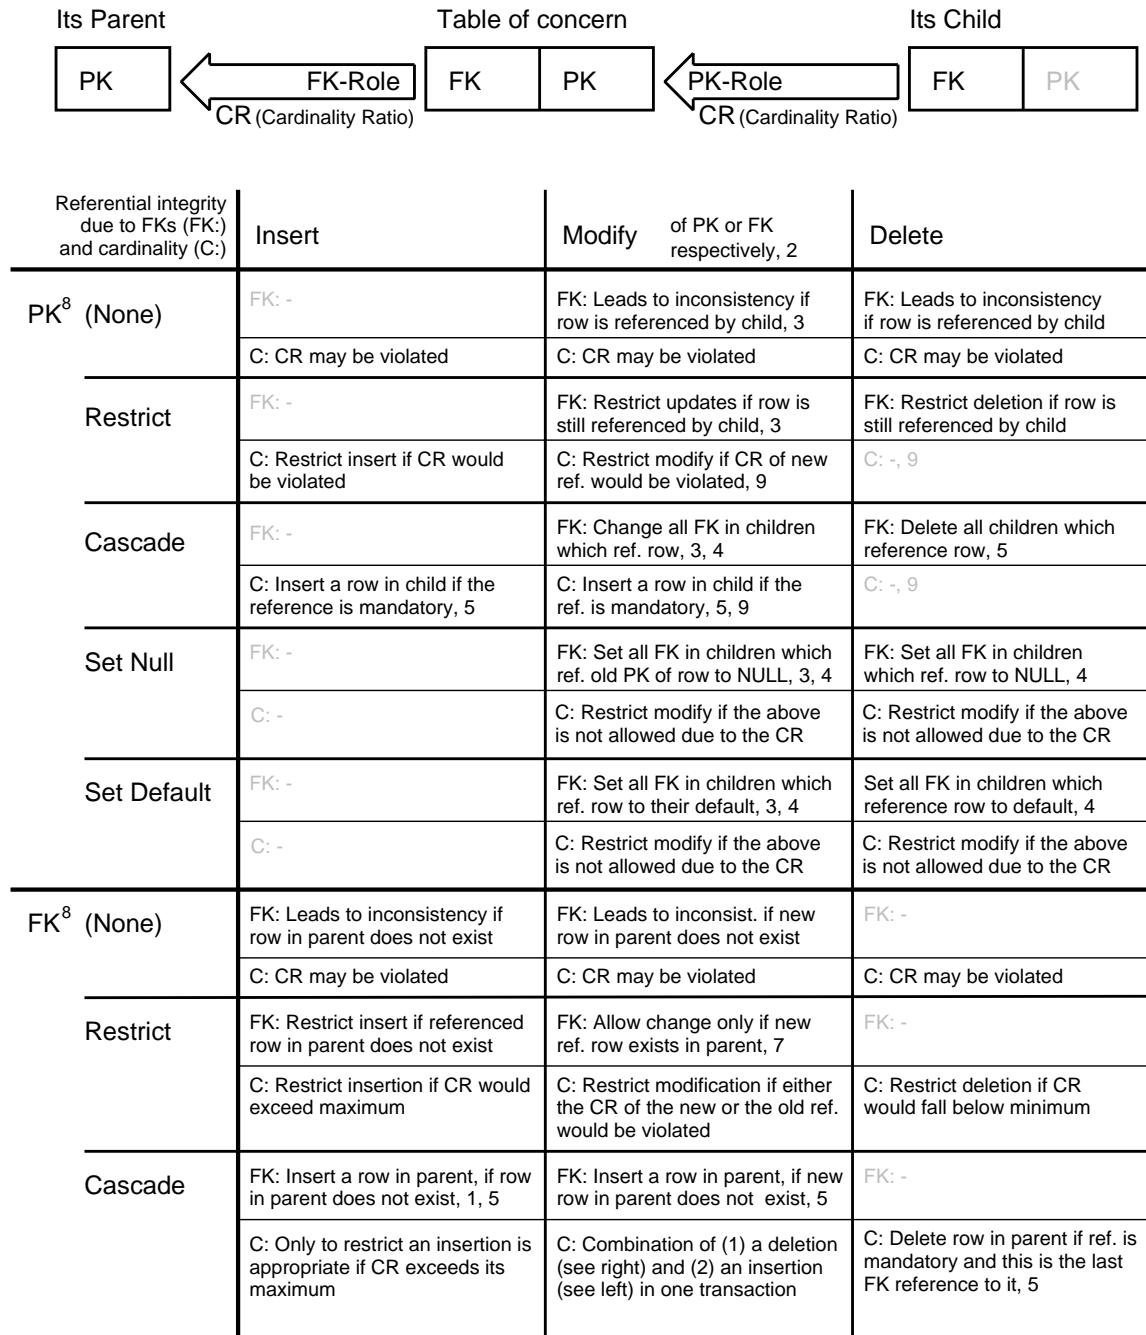 Its Parent
Table of concern
Its Child
PK
FK-Role
FK
PK
PK-Role
FK
PK
CR (Cardinality Ratio)
CR (Cardinality Ratio)
Referential integrity
due to FKs (FK:)
and cardinality (C:)
Insert
Modify
of PK or FK
respectively, 2
Delete
PK8 (None)
FK: -
FK: Leads to inconsistency if
row is referenced by child, 3
FK: Leads to inconsistency
if row is referenced by child
C: CR may be violated
C: CR may be violated
C: CR may be violated
Restrict
FK: -
FK: Restrict updates if row is
still referenced by child, 3
FK: Restrict deletion if row is
still referenced by child
C: Restrict insert if CR would
be violated
C: Restrict modify if CR of new
ref. would be violated, 9
C: -, 9
Cascade
FK: -
FK: Change all FK in children
which ref. row, 3, 4
FK: Delete all children which
reference row, 5
C: Insert a row in child if the
reference is mandatory, 5
C: Insert a row in child if the
ref. is mandatory, 5, 9
C: -, 9
Set Null
FK: -
FK: Set all FK in children which
ref. old PK of row to NULL, 3, 4
FK: Set all FK in children
which ref. row to NULL, 4
C: -
C: Restrict modify if the above
is not allowed due to the CR
C: Restrict modify if the above
is not allowed due to the CR
Set Default
FK: -
FK: Set all FK in children which
ref. row to their default, 3, 4
Set all FK in children which
reference row to default, 4
C: -
C: Restrict modify if the above
is not allowed due to the CR
C: Restrict modify if the above
is not allowed due to the CR
FK8 (None)
FK: Leads to inconsistency if
row in parent does not exist
FK: Leads to inconsist. if new
row in parent does not exist
FK: -
C: CR may be violated
C: CR may be violated
C: CR may be violated
Restrict
FK: Restrict insert if referenced
row in parent does not exist
FK: Allow change only if new
ref. row exists in parent, 7
FK: -
C: Restrict insertion if CR would
exceed maximum
C: Restrict modification if either
the CR of the new or the old ref.
would be violated
C: Restrict deletion if CR
would fall below minimum
Cascade
FK: Insert a row in parent, if row
in parent does not exist, 1, 5
FK: Insert a row in parent, if new
row in parent does not exist, 5
FK: -
C: Only to restrict an insertion is
appropriate if CR exceeds its
maximum
C: Combination of (1) a deletion
(see right) and (2) an insertion
(see left) in one transaction
C: Delete row in parent if ref. is
mandatory and this is the last
FK reference to it, 5